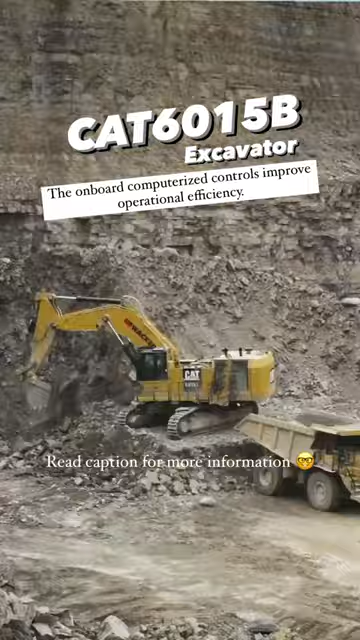 CAT6015B
Excavator
The onboard computerized controls improve
operational efficiency.
CAT
Read caption for more information 🤓